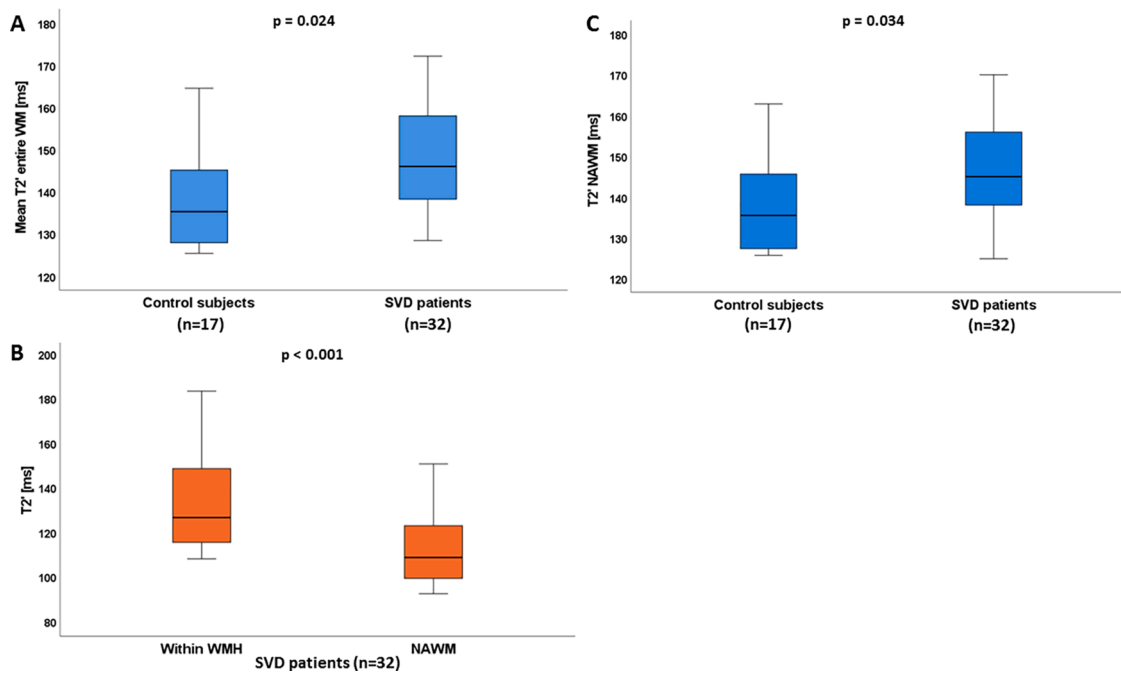 A
p = 0.024
Mean T2' entire WM [ms]
180
170
160
150
140
130
120
Control subjects
SVD patients
(n=17)
(n=32)
C
p = 0.034
T2' NAWM [ms]
180
170
160
150
140
130
120
Control subjects
SVD patients
(n=17)
(n=32)
B
p < 0.001
T2' [ms]
200
180
160
140
120
100
80
Within WMH
NAWM
SVD patients (n=32)